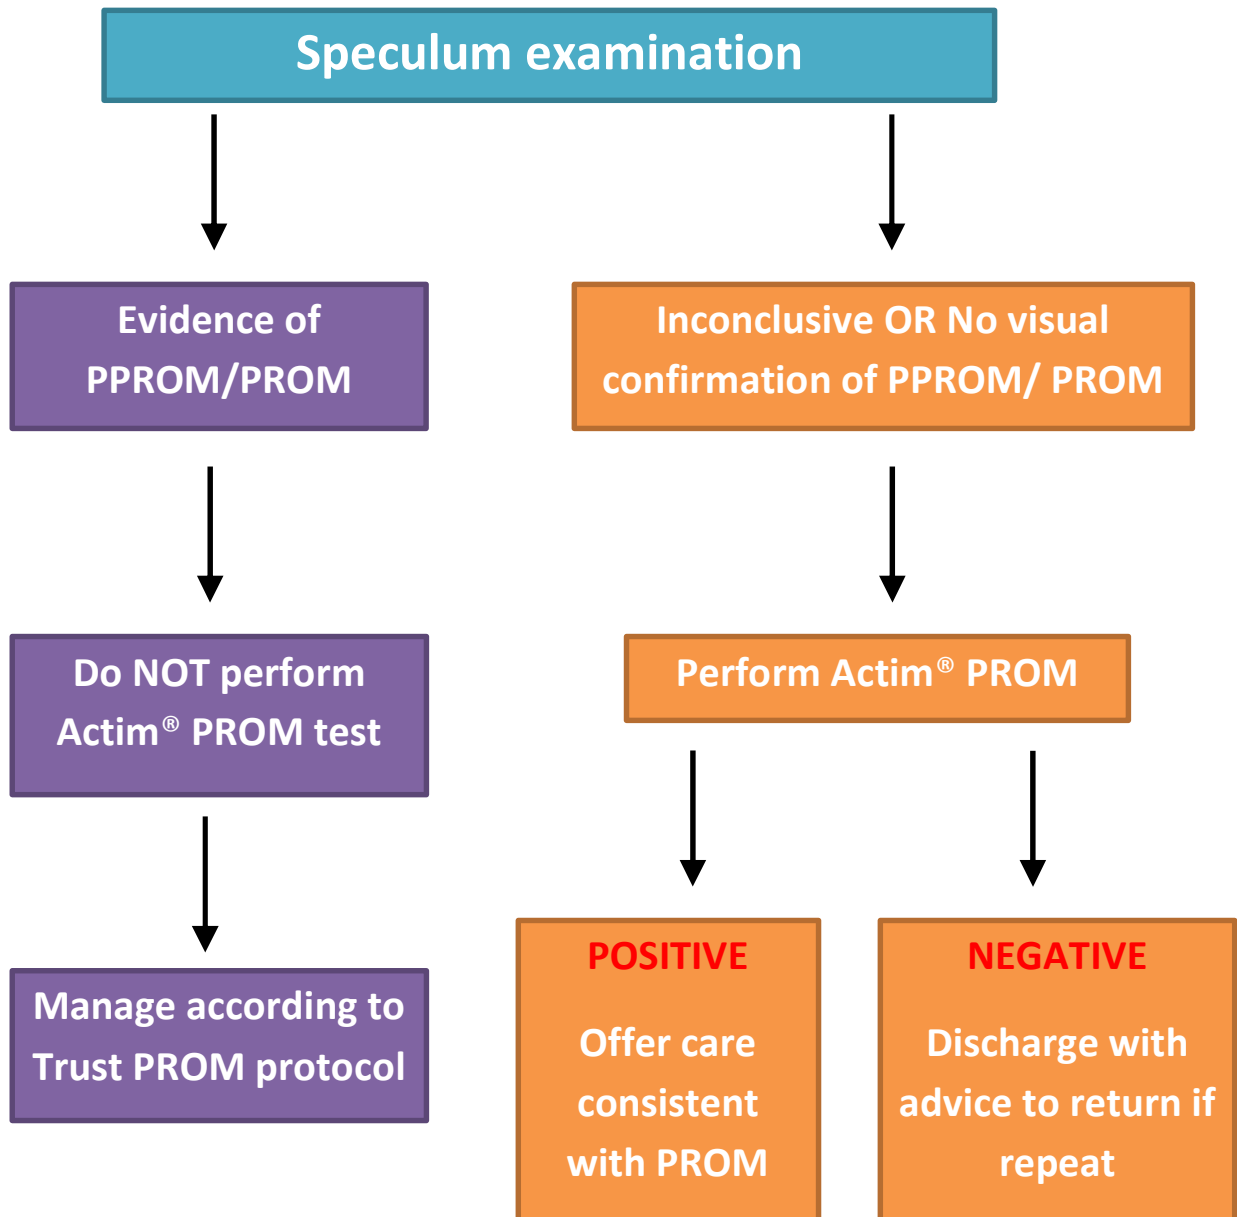 Speculum examination
Evidence of
PPROM/PROM
Inconclusive OR No visual
confirmation of PPROM/ PROM
Do NOT perform
Actim® PROM test
Perform Actim® PROM
Manage according to
Trust PROM protocol
POSITIVE
Offer care
consistent
with PROM
NEGATIVE
Discharge with
advice to return if
repeat